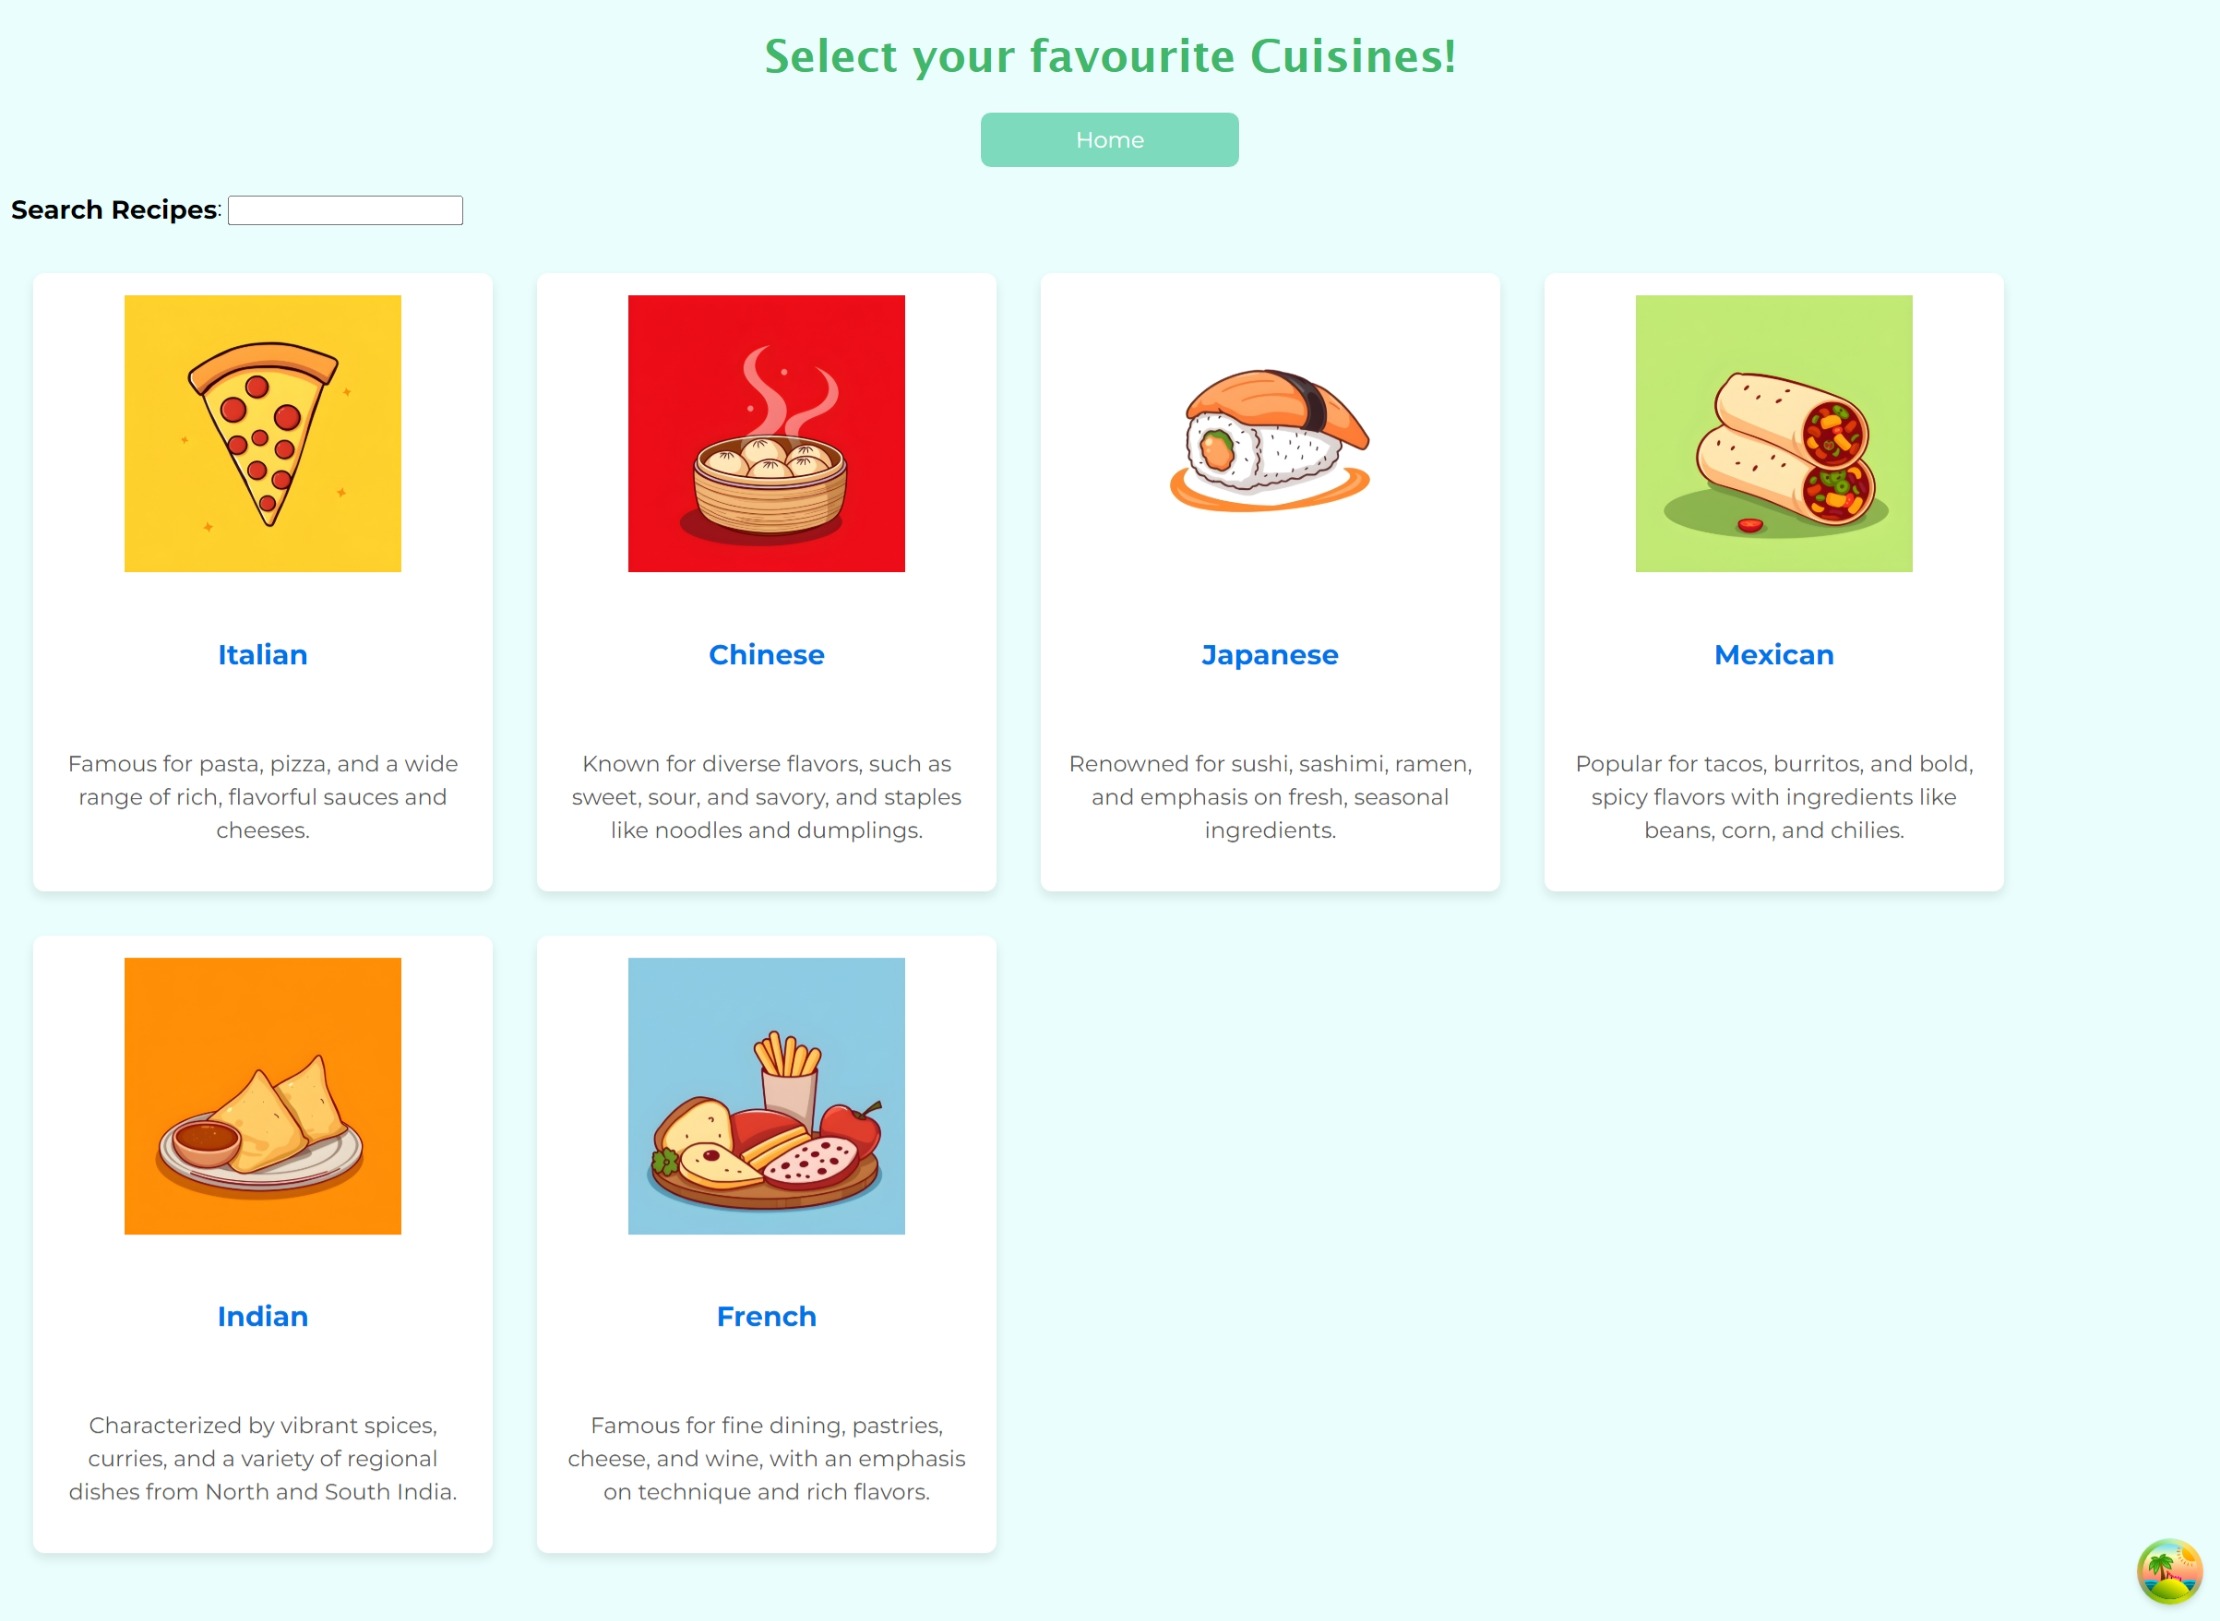 Select your favourite Cuisines!
Home
Search Recipes:
Italian
Famous for pasta, pizza, and a wide
range of rich, flavorful sauces and
cheeses.
Chinese
Known for diverse flavors, such as
sweet, sour, and savory, and staples
like noodles and dumplings.
Japanese
Renowned for sushi, sashimi, ramen,
and emphasis on fresh, seasonal
ingredients.
Mexican
Popular for tacos, burritos, and bold,
spicy flavors with ingredients like
beans, corn, and chilies.
Indian
Characterized by vibrant spices,
curries, and a variety of regional
dishes from North and South India.
French
Famous for fine dining, pastries,
cheese, and wine, with an emphasis
on technique and rich flavors.